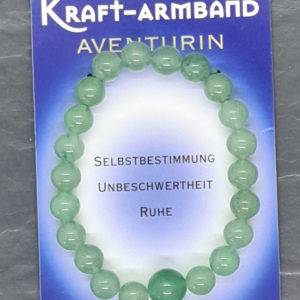 KRAFT-ARMBAND
AVENTURIN
SELBSTBESTIMMUNG
UNBESCHWERTHEIT
RUHE